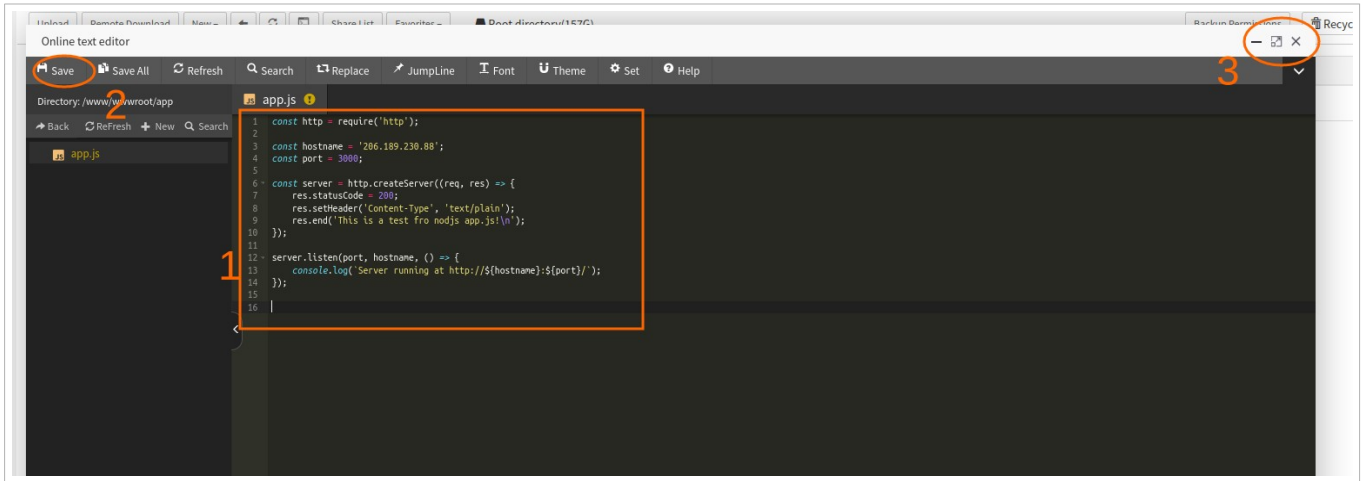 Upload Remote Download New Share List Favorites Root directory(157G) Backup Permissions Recyc
Online text editor
3
Save Save All Refresh Search Replace JumpLine Font Theme Set Help
Directory: /www/wwwroot/app
2
app.js
Back Refresh New Search
app.js
1 const http = require('http');
2
3 const hostname = '206.189.230.88';
4 const port = 3000;
5
6 const server = http.createServer((req, res) => {
7 res.statusCode = 200;
8 res.setHeader('Content-Type', 'text/plain');
9 res.end('This is a test fro nodjs app.js!\n');
10 });
11
12 server.listen(port, hostname, () => {
13 console.log(`Server running at http://${hostname}:${port}/`);
14 });
15
16
1